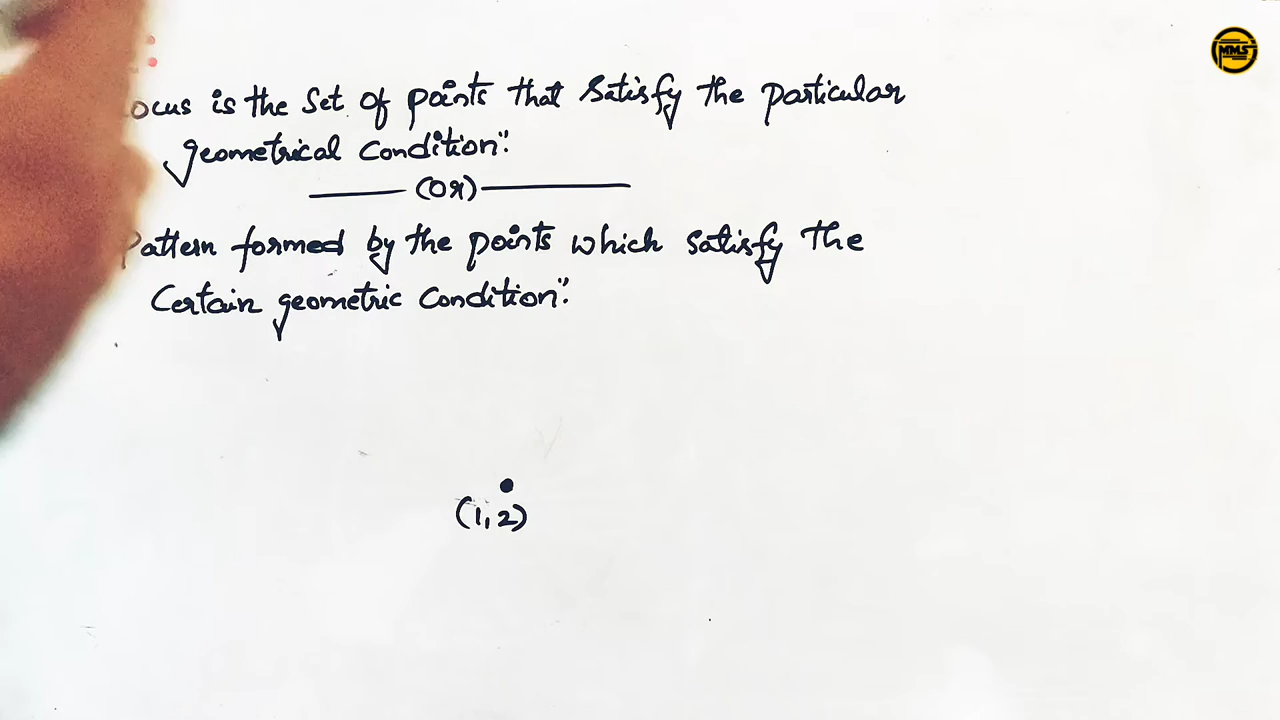 MMS
ocus is the Set of points that Satisfy the particular
geometrical Condition"
(OR)
Pattern formed by the points which satisfy the
Certain geometric Condition"
(1,2)